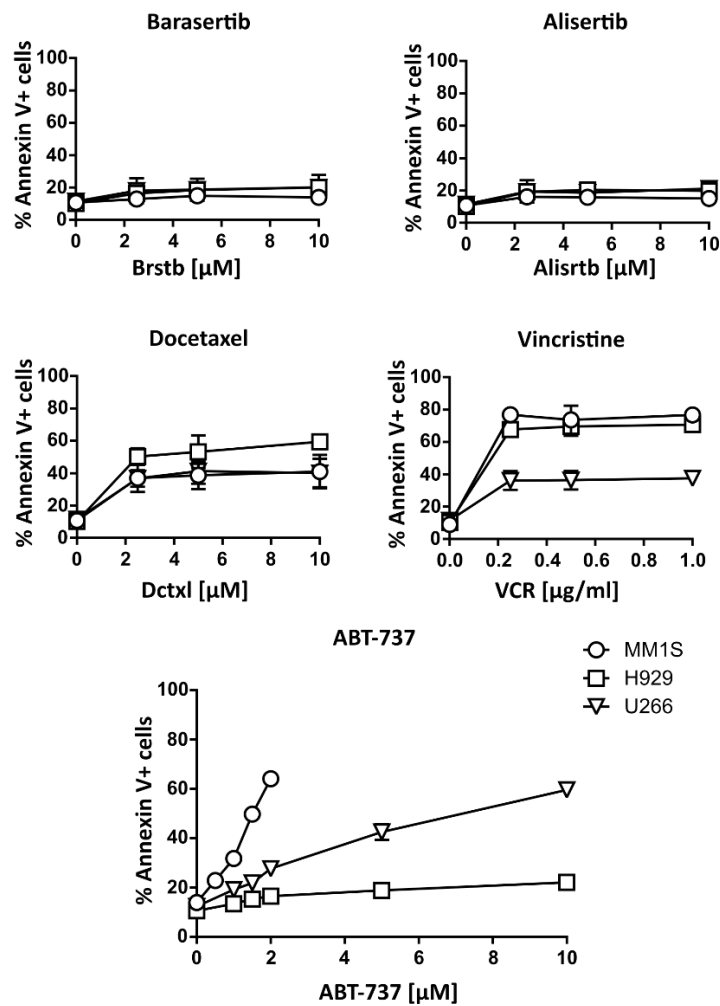 Barasertib
% Annexin V+ cells
100
80
60
40
20
0
0 2 4 6 8 10
Brstb [µM]
Alisertib
% Annexin V+ cells
100
80
60
40
20
0
0 2 4 6 8 10
Alisrtb [µM]
Docetaxel
% Annexin V+ cells
100
80
60
40
20
0
0 2 4 6 8 10
Dctxl [µM]
Vincristine
% Annexin V+ cells
100
80
60
40
20
0
0.0 0.2 0.4 0.6 0.8 1.0
VCR [µg/ml]
ABT-737
MM1S
H929
U266
% Annexin V+ cells
100
80
60
40
20
0
0 2 4 6 8 10
ABT-737 [µM]